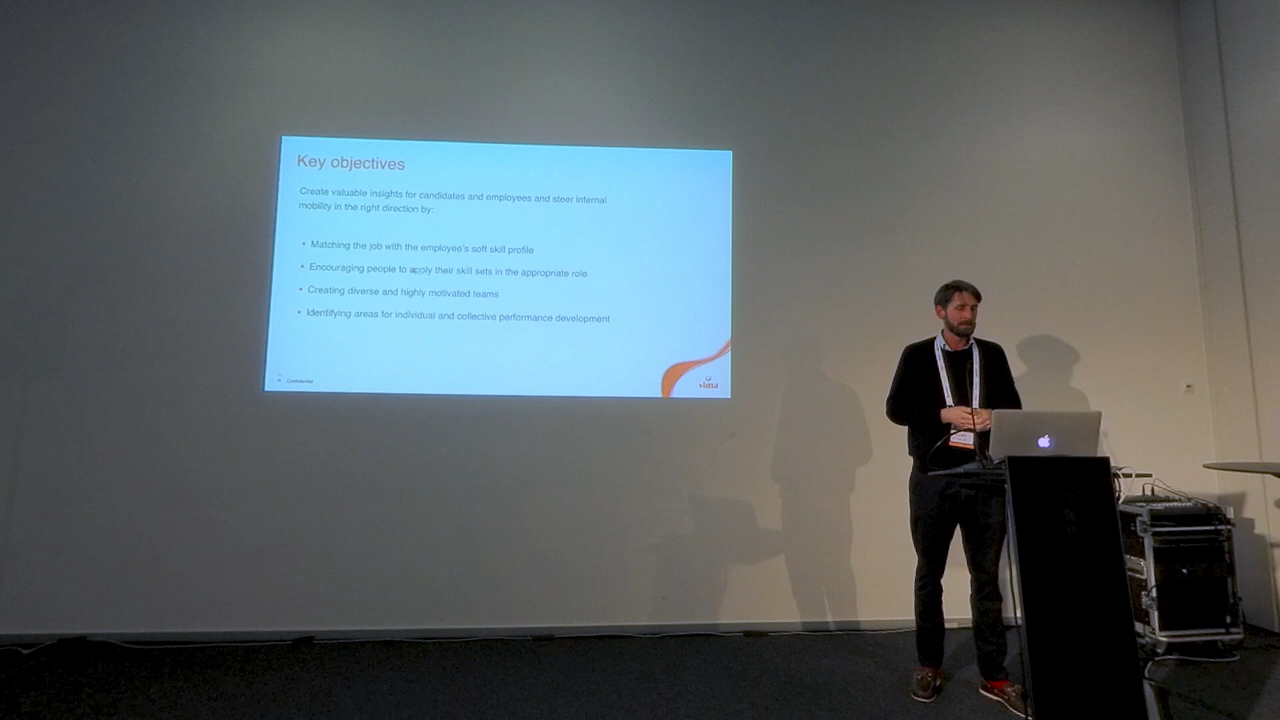 Key objectives
Create valuable insights for candidates and employees and steer internal
mobility in the right direction by:
• Matching the job with the employee's soft skill profile
• Encouraging people to apply their skill sets in the appropriate role
• Creating diverse and highly motivated teams
• Identifying areas for individual and collective performance development
Confidential